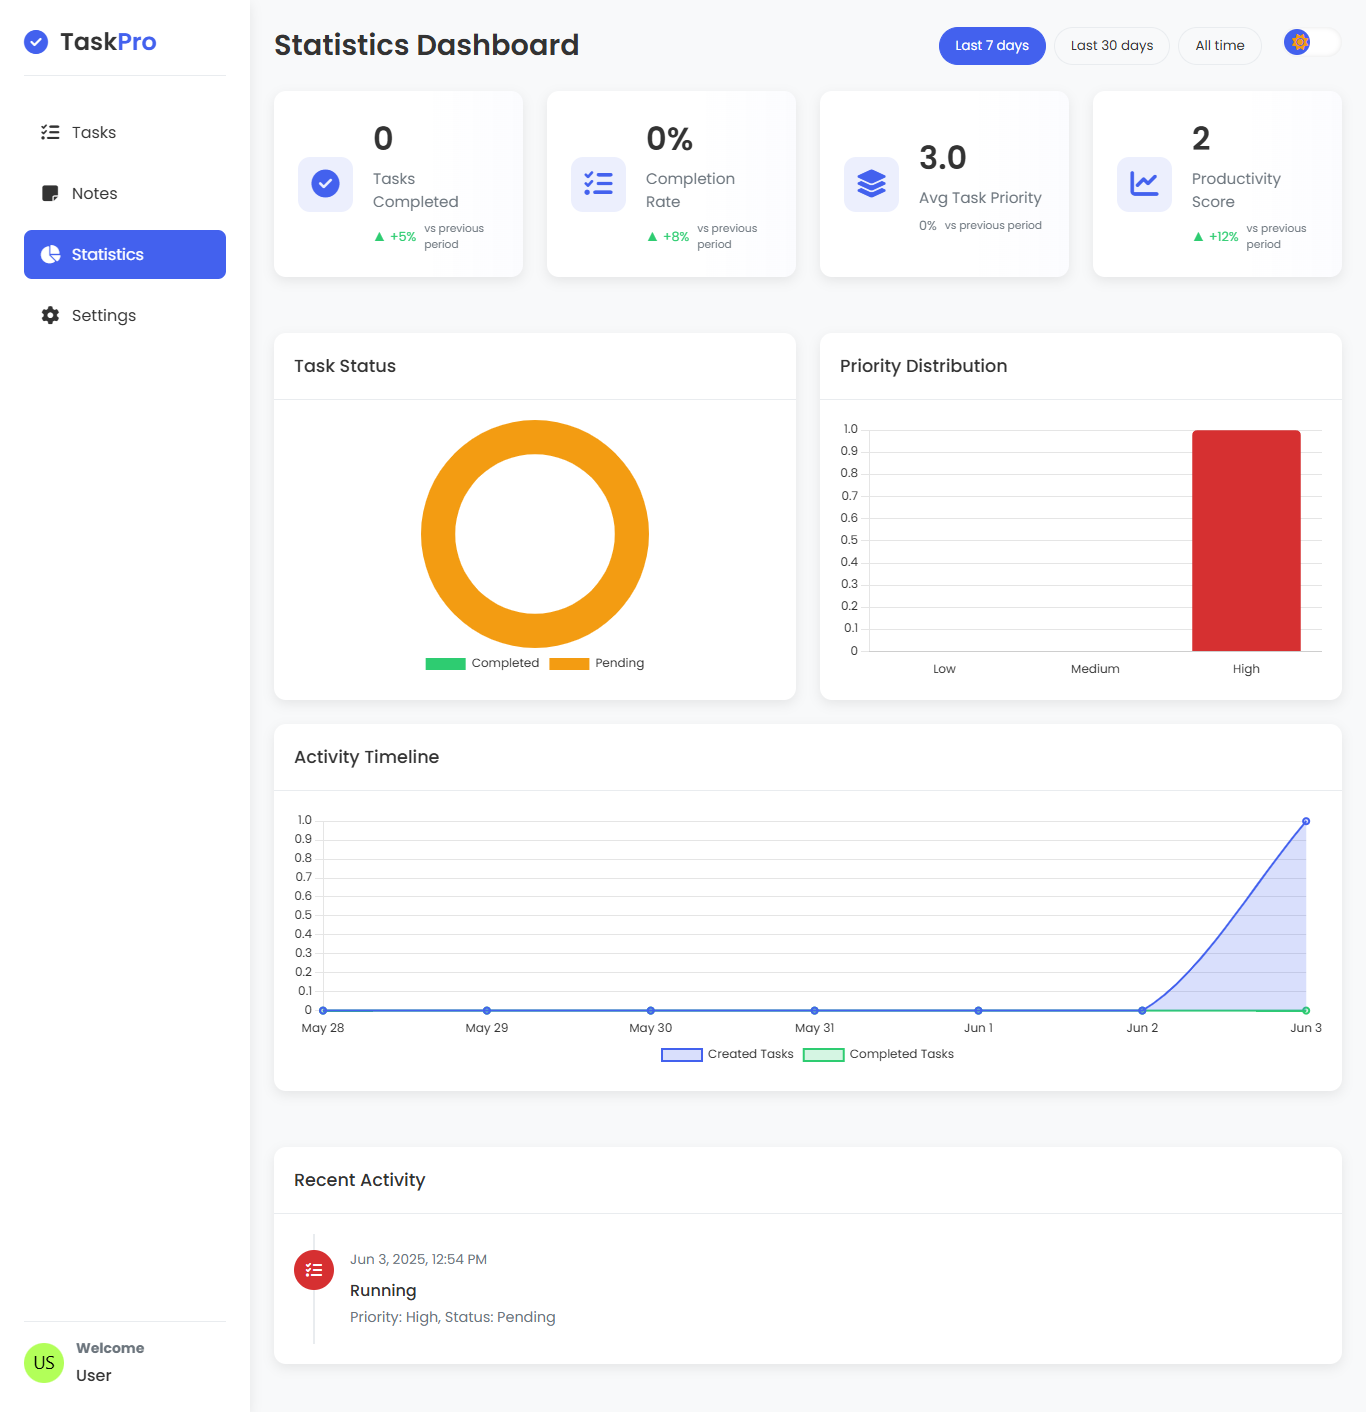 TaskPro
Tasks
Notes
Statistics
Settings
US
Welcome
User
Statistics Dashboard
Last 7 days
Last 30 days
All time
0
Tasks
Completed
▲ +5%
vs previous
period
0%
Completion
Rate
▲ +8%
vs previous
period
3.0
Avg Task Priority
0%
vs previous period
2
Productivity
Score
▲ +12%
vs previous
period
Task Status
Completed
Pending
Priority Distribution
1.0
0.9
0.8
0.7
0.6
0.5
0.4
0.3
0.2
0.1
0
Low
Medium
High
Activity Timeline
1.0
0.9
0.8
0.7
0.6
0.5
0.4
0.3
0.2
0.1
0
May 28
May 29
May 30
May 31
Jun 1
Jun 2
Jun 3
Created Tasks
Completed Tasks
Recent Activity
Jun 3, 2025, 12:54 PM
Running
Priority: High, Status: Pending